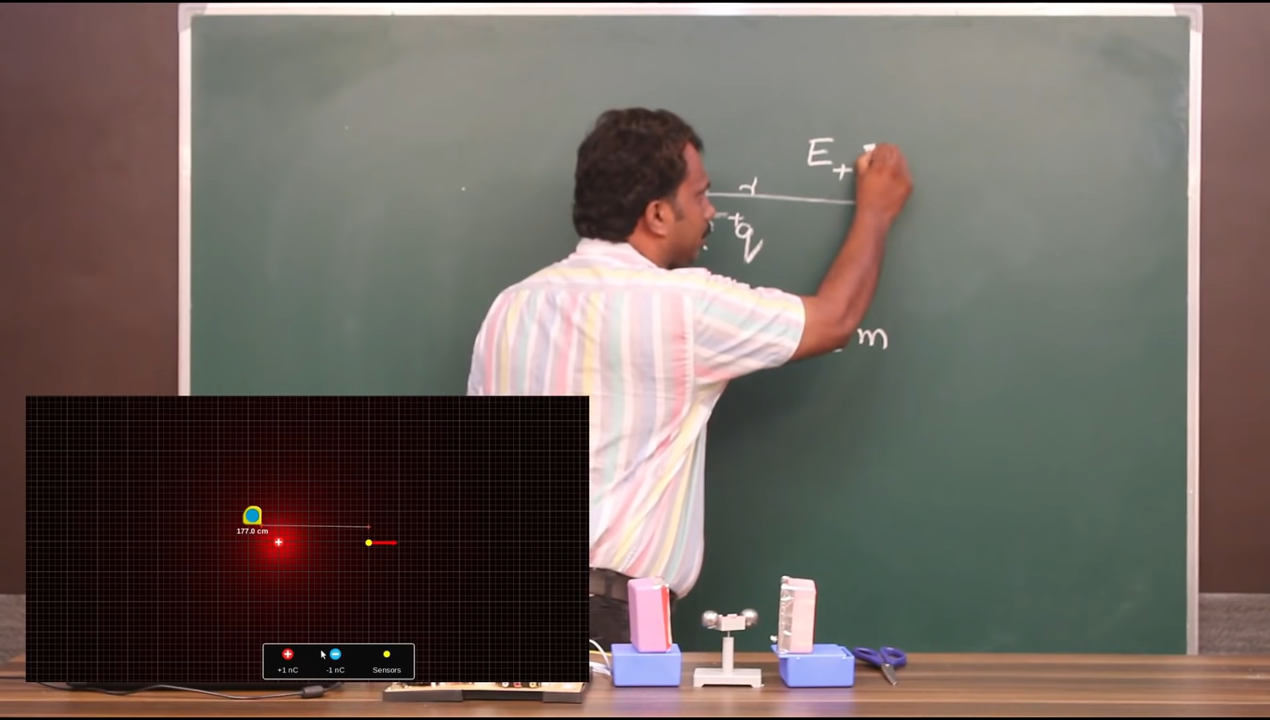 E₊
r
+q
m
177.0 cm
+1 nC -1 nC Sensors